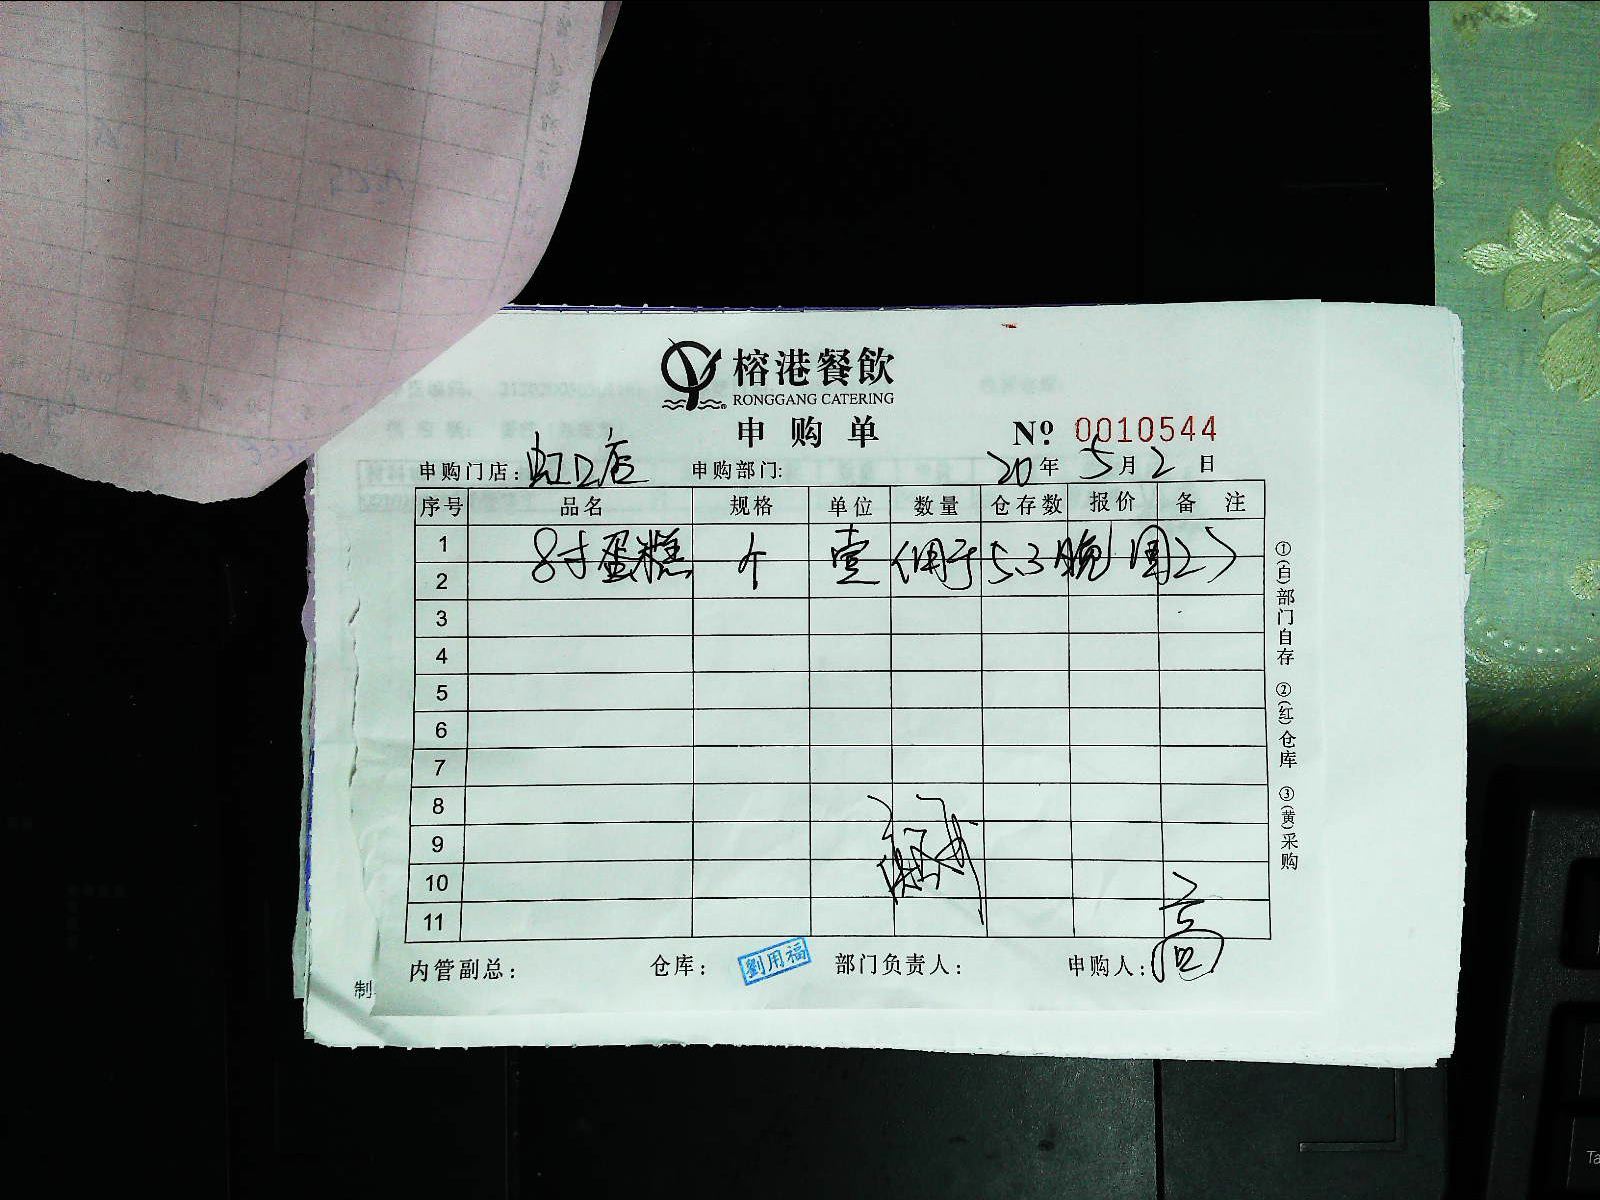 榕港餐飲
RONGGANG CATERING
申购单 Nº 0010544
申购门店：虹口店 申购部门： 20年5月2日
序号 品名 规格 单位 数量 仓存数 报价 备注
1
8寸蛋糕 个 壹 （用于5.3晚
2
3
4
5
6
7
8
9
10
11
内管副总： 仓库： 劉用福 部门负责人： 申购人：高
制
①(白)部门自存 ②(红)仓库 ③(黄)采购